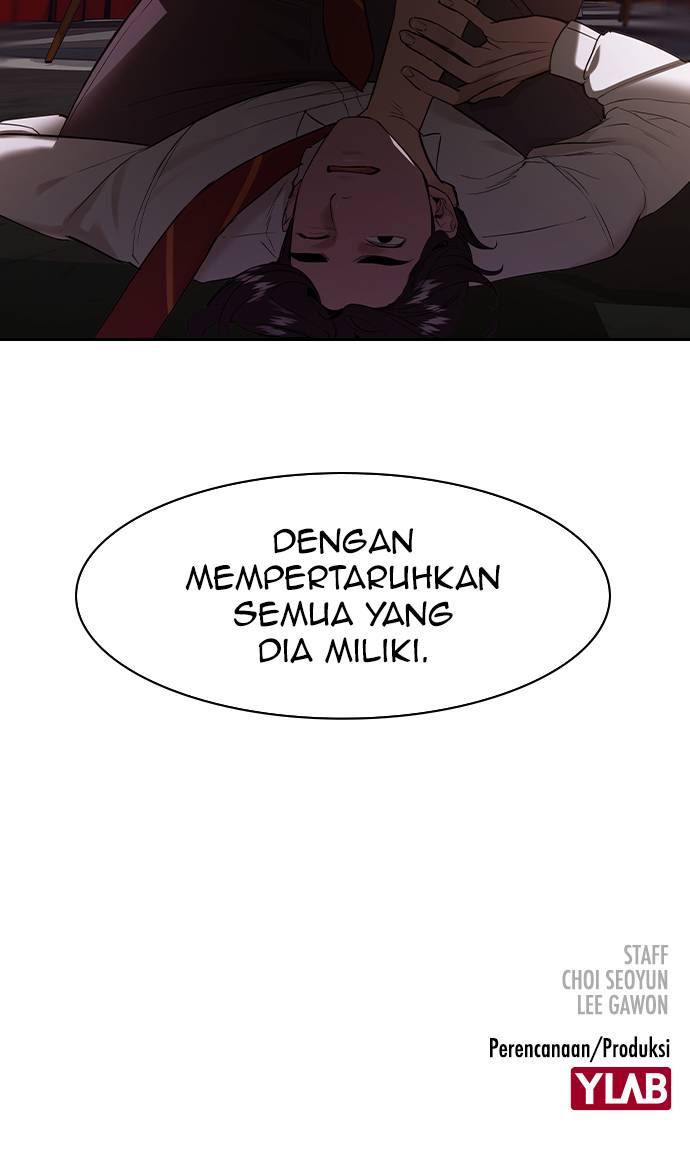 DENGAN
MEMPERTARUHKAN
SEMUA YANG
DIA MILIKI.
STAFF
CHOI SEOYUN
LEE GAWON
Perencanaan/Produksi
YLAB